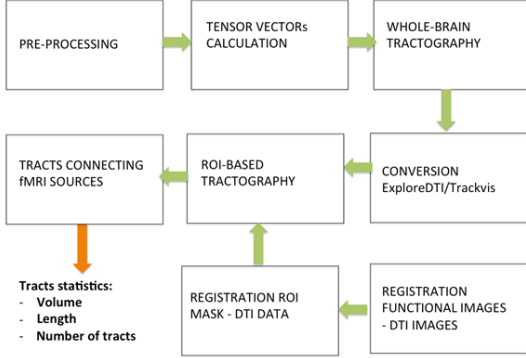 PRE-PROCESSING
TENSOR VECTORs
CALCULATION
WHOLE-BRAIN
TRACTOGRAPHY
TRACTS CONNECTING
fMRI SOURCES
ROI-BASED
TRACTOGRAPHY
CONVERSION
ExploreDTI/Trackvis
Tracts statistics:
- Volume
- Length
- Number of tracts
REGISTRATION ROI
MASK - DTI DATA
REGISTRATION
FUNCTIONAL IMAGES
- DTI IMAGES